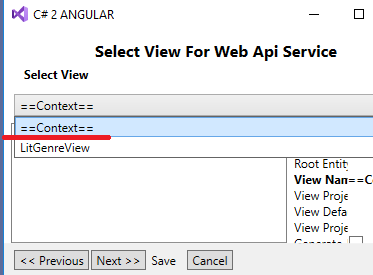 C# 2 ANGULAR
Select View For Web Api Service
Select View
==Context==
==Context==
LitGenreView
Root Entity
View Nam==Co
View Proje
View Defa
View Proje
Generate
<< Previous Next >> Save Cancel